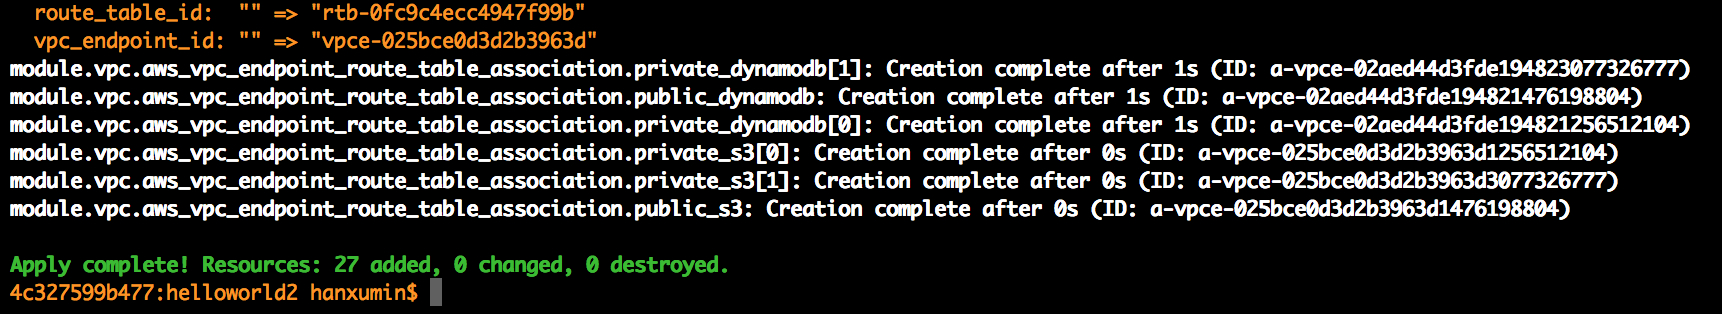 route_table_id:  "" => "rtb-0fc9c4ecc4947f99b"
vpc_endpoint_id: "" => "vpce-025bce0d3d2b3963d"
module.vpc.aws_vpc_endpoint_route_table_association.private_dynamodb[1]: Creation complete after 1s (ID: a-vpce-02aed44d3fde194823077326777)
module.vpc.aws_vpc_endpoint_route_table_association.public_dynamodb: Creation complete after 1s (ID: a-vpce-02aed44d3fde194821476198804)
module.vpc.aws_vpc_endpoint_route_table_association.private_dynamodb[0]: Creation complete after 1s (ID: a-vpce-02aed44d3fde194821256512104)
module.vpc.aws_vpc_endpoint_route_table_association.private_s3[0]: Creation complete after 0s (ID: a-vpce-025bce0d3d2b3963d1256512104)
module.vpc.aws_vpc_endpoint_route_table_association.private_s3[1]: Creation complete after 0s (ID: a-vpce-025bce0d3d2b3963d3077326777)
module.vpc.aws_vpc_endpoint_route_table_association.public_s3: Creation complete after 0s (ID: a-vpce-025bce0d3d2b3963d1476198804)
Apply complete! Resources: 27 added, 0 changed, 0 destroyed.
4c327599b477:helloworld2 hanxumin$